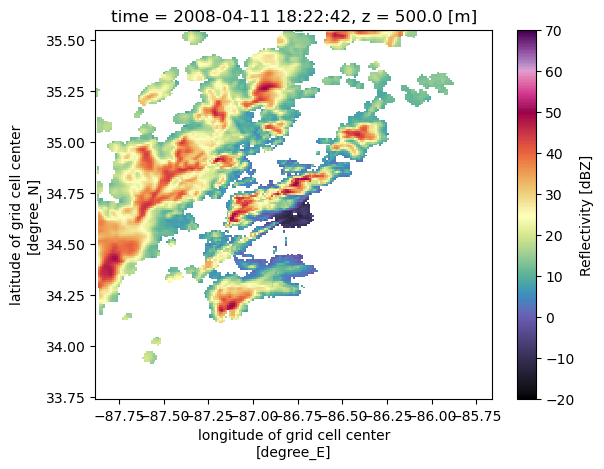 time = 2008-04-11 18:22:42, z = 500.0 [m]
35.50
35.25
35.00
34.75
34.50
34.25
34.00
33.75
latitude of grid cell center
[degree_N]
−87.75 −87.50 −87.25 −87.00 −86.75 −86.50 −86.25 −86.00 −85.75
longitude of grid cell center
[degree_E]
70
60
50
40
30
20
10
0
−10
−20
Reflectivity [dBZ]